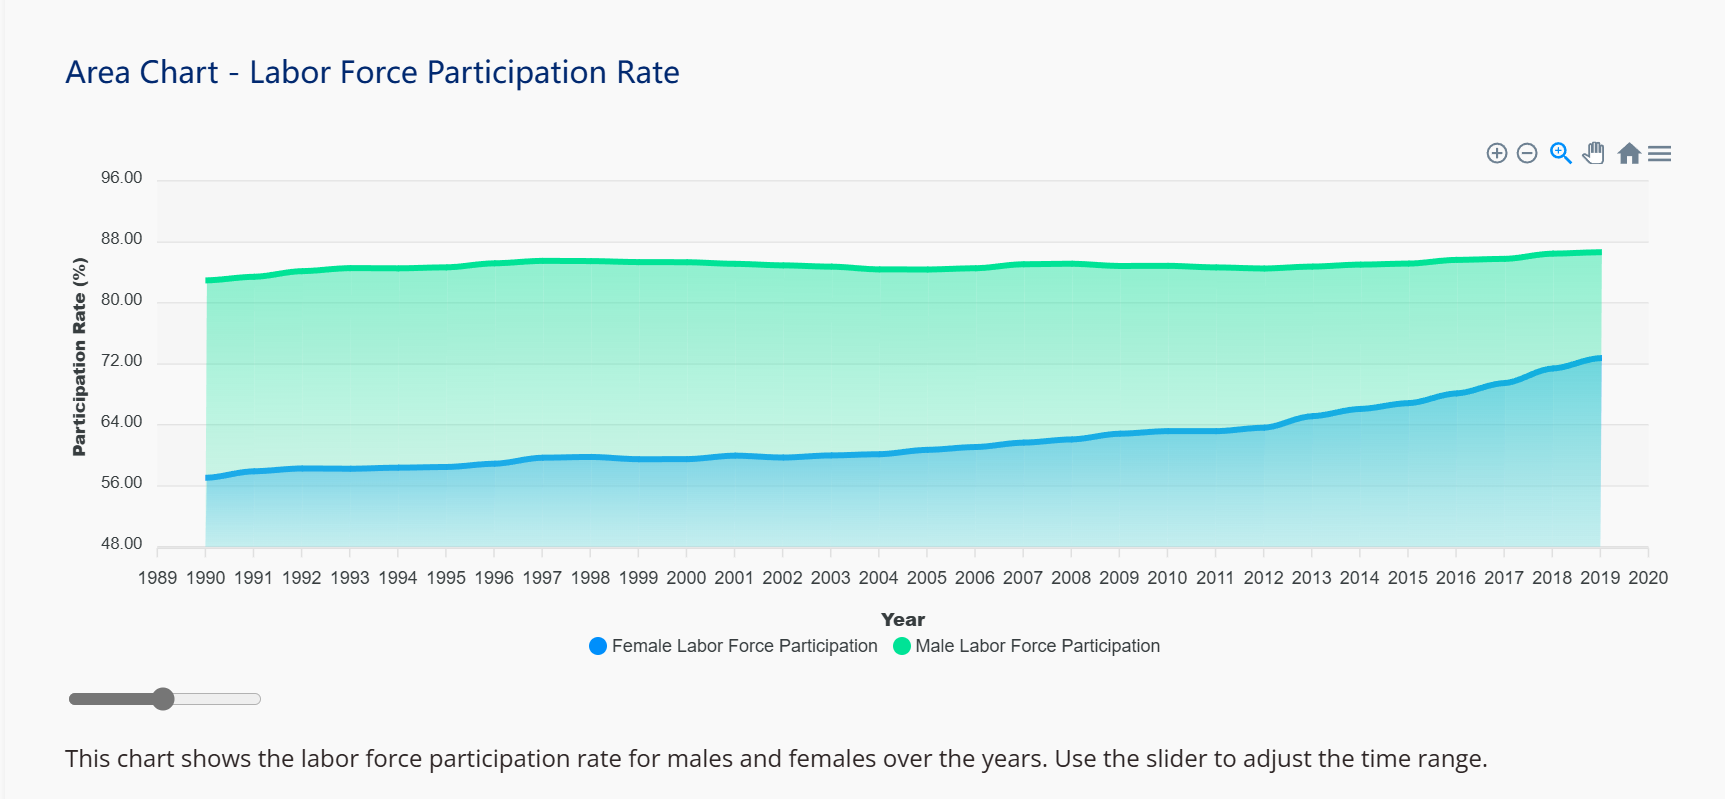 Area Chart - Labor Force Participation Rate
96.00
88.00
80.00
72.00
64.00
56.00
48.00
Participation Rate (%)
1989 1990 1991 1992 1993 1994 1995 1996 1997 1998 1999 2000 2001 2002 2003 2004 2005 2006 2007 2008 2009 2010 2011 2012 2013 2014 2015 2016 2017 2018 2019 2020
Year
Female Labor Force Participation Male Labor Force Participation
This chart shows the labor force participation rate for males and females over the years. Use the slider to adjust the time range.